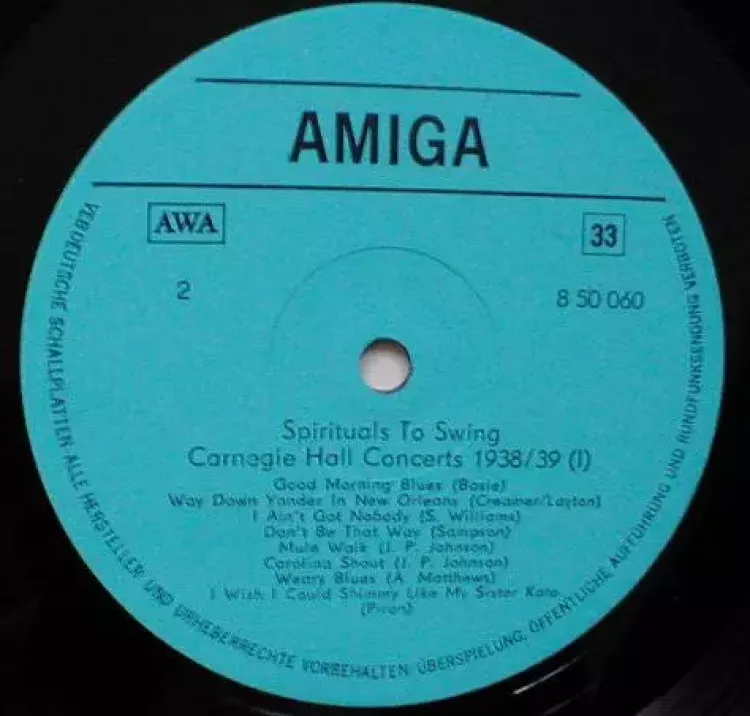 AMIGA
AWA
33
2
8 50 060
Spirituals To Swing
Carnegie Hall Concerts 1938/39 (I)
Good Morning Blues (Basie)
Way Down Yonder In New Orleans (Creamer/Layton)
I Ain't Got Nobody (S. Williams)
Don't Be That Way (Sampson)
Mule Walk (J. P. Johnson)
Carolina Shout (J. P. Johnson)
Weary Blues (A. Matthews)
I Wish I Could Shimmy Like My Sister Kate
(Piron)
VEB DEUTSCHE SCHALLPLATTEN · ALLE HERSTELLER- UND URHEBERRECHTE VORBEHALTEN. ÜBERSPIELUNG, ÖFFENTLICHE AUFFÜHRUNG UND RUNDFUNKSENDUNG VERBOTEN